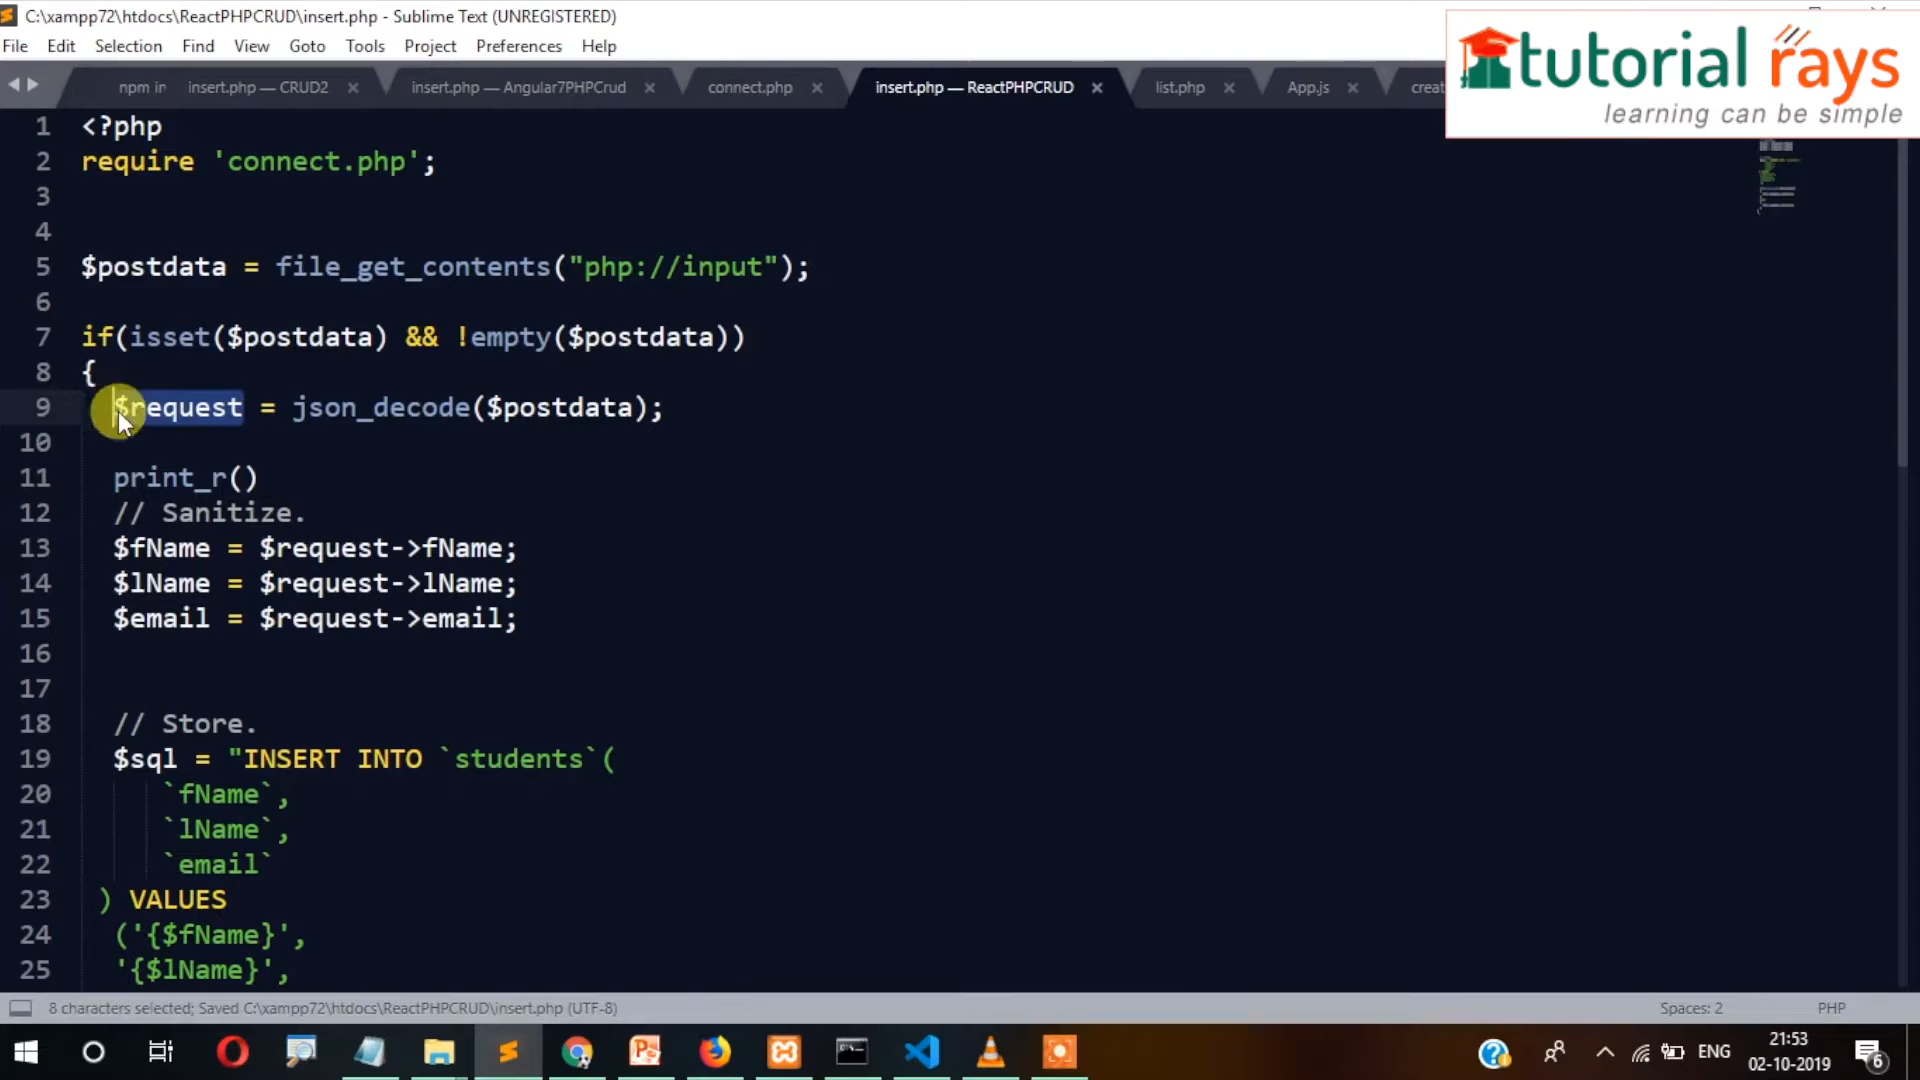 C:\xampp72\htdocs\ReactPHPCRUD\insert.php - Sublime Text (UNREGISTERED)
File Edit Selection Find View Goto Tools Project Preferences Help
npm in insert.php — CRUD2 insert.php — Angular7PHPCrud connect.php insert.php — ReactPHPCRUD list.php App.js creat
tutorial rays
learning can be simple
1 <?php
2 require 'connect.php';
3
4
5 $postdata = file_get_contents("php://input");
6
7 if(isset($postdata) && !empty($postdata))
8 {
9 $request = json_decode($postdata);
10
11 print_r()
12 // Sanitize.
13 $fName = $request->fName;
14 $lName = $request->lName;
15 $email = $request->email;
16
17
18 // Store.
19 $sql = "INSERT INTO `students`(
20 `fName`,
21 `lName`,
22 `email`
23 ) VALUES
24 ('{$fName}',
25 '{$lName}',
8 characters selected; Saved C:\xampp72\htdocs\ReactPHPCRUD\insert.php (UTF-8) Spaces: 2 PHP
ENG 21:53
02-10-2019 6